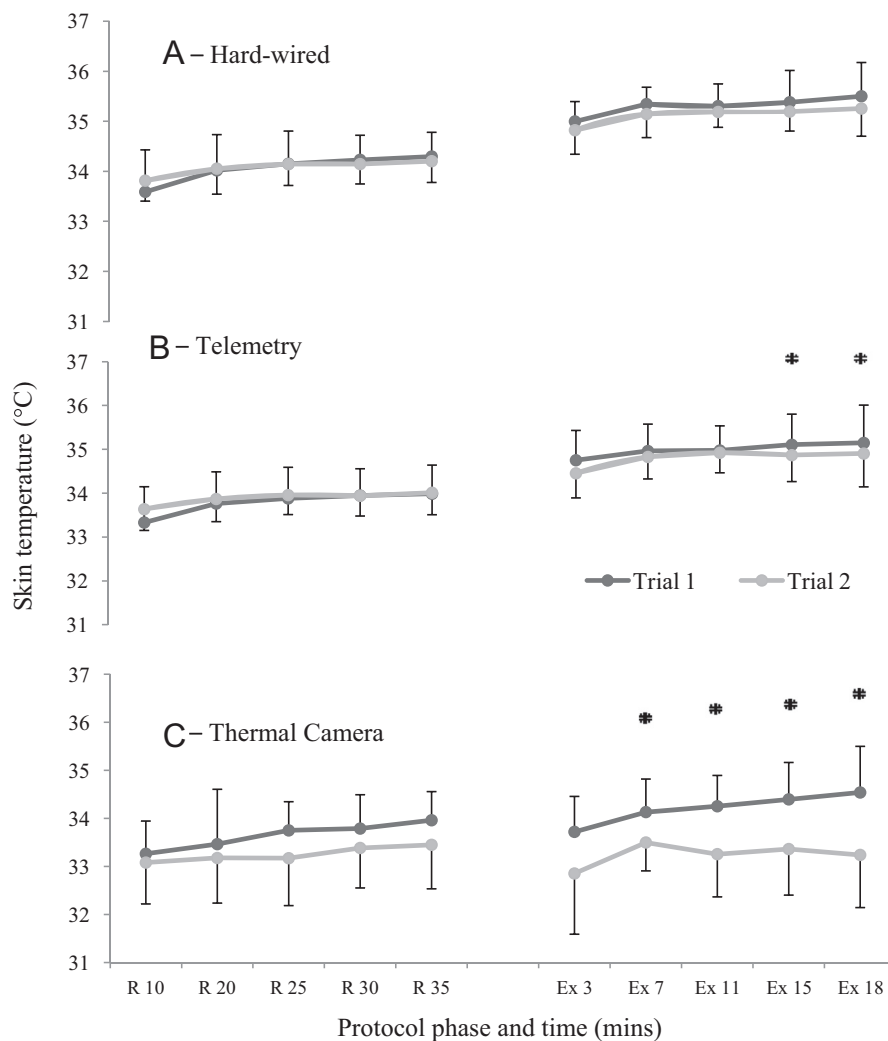 Skin temperature (°C)
37
A – Hard-wired
36
35
34
33
32
31
37
B – Telemetry
* *
36
35
34
33
32
Trial 1 Trial 2
31
37
* * * *
36
C – Thermal Camera
35
34
33
32
31
R 10 R 20 R 25 R 30 R 35 Ex 3 Ex 7 Ex 11 Ex 15 Ex 18
Protocol phase and time (mins)